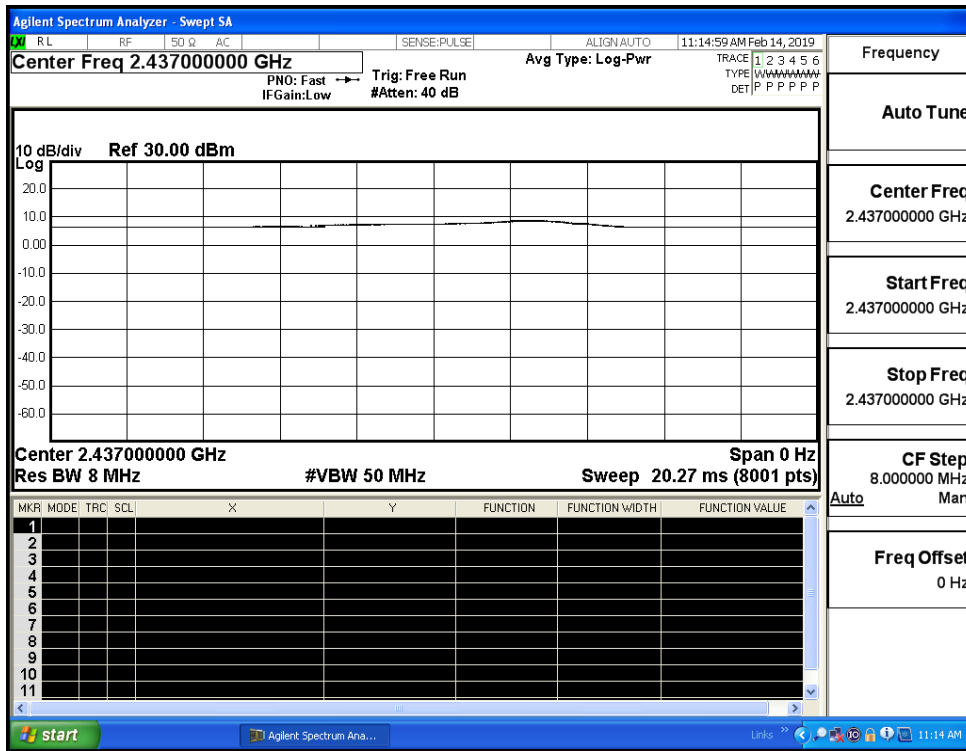 Agilent Spectrum Analyzer - Swept SA
LXI RL RF 50 Ω AC SENSE:PULSE ALIGN AUTO 11:14:59 AM Feb 14, 2019
Center Freq 2.437000000 GHz
PNO: Fast
IFGain:Low
Trig: Free Run
#Atten: 40 dB
Avg Type: Log-Pwr
TRACE 1 2 3 4 5 6
TYPE WWWWWW
DET P P P P P P
10 dB/div Ref 30.00 dBm
Log
20.0
10.0
0.00
-10.0
-20.0
-30.0
-40.0
-50.0
-60.0
Center 2.437000000 GHz Span 0 Hz
Res BW 8 MHz #VBW 50 MHz Sweep 20.27 ms (8001 pts)
MKR MODE TRC SCL X Y FUNCTION FUNCTION WIDTH FUNCTION VALUE
1
2
3
4
5
6
7
8
9
10
11
Frequency
Auto Tune
Center Freq
2.437000000 GHz
Start Freq
2.437000000 GHz
Stop Freq
2.437000000 GHz
CF Step
8.000000 MHz
Auto Man
Freq Offset
0 Hz
start Agilent Spectrum Ana... Links » 11:14 AM